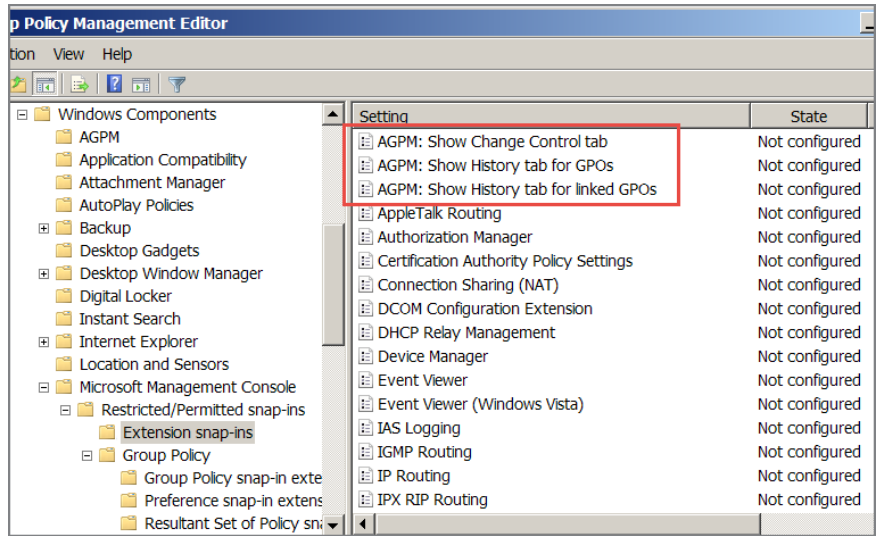 p Policy Management Editor
tion View Help
Windows Components
AGPM
Application Compatibility
Attachment Manager
AutoPlay Policies
Backup
Desktop Gadgets
Desktop Window Manager
Digital Locker
Instant Search
Internet Explorer
Location and Sensors
Microsoft Management Console
Restricted/Permitted snap-ins
Extension snap-ins
Group Policy
Group Policy snap-in exte
Preference snap-in extens
Resultant Set of Policy sna
Setting State
AGPM: Show Change Control tab Not configured
AGPM: Show History tab for GPOs Not configured
AGPM: Show History tab for linked GPOs Not configured
AppleTalk Routing Not configured
Authorization Manager Not configured
Certification Authority Policy Settings Not configured
Connection Sharing (NAT) Not configured
DCOM Configuration Extension Not configured
DHCP Relay Management Not configured
Device Manager Not configured
Event Viewer Not configured
Event Viewer (Windows Vista) Not configured
IAS Logging Not configured
IGMP Routing Not configured
IP Routing Not configured
IPX RIP Routing Not configured